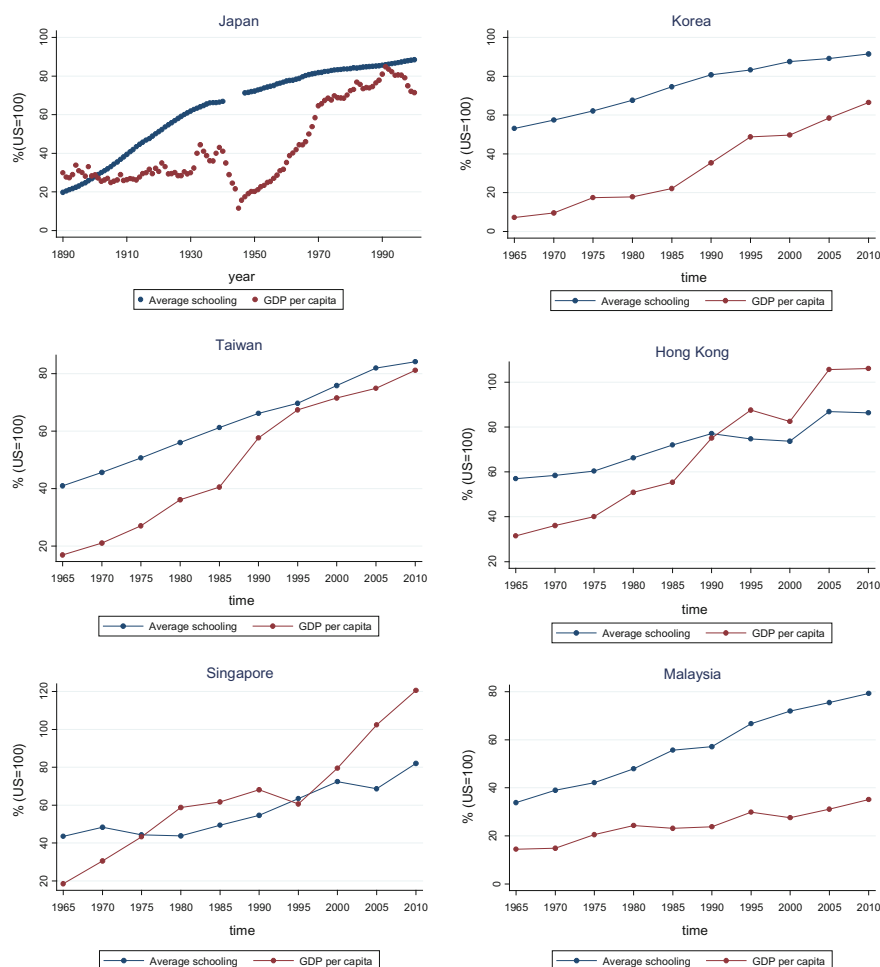 Japan
%(US=100)
0 20 40 60 80 100
1890 1910 1930 1950 1970 1990
year
Average schooling GDP per capita
Korea
% (US=100)
0 20 40 60 80 100
1965 1970 1975 1980 1985 1990 1995 2000 2005 2010
time
Average schooling GDP per capita
Taiwan
% (US=100)
20 40 60 80
1965 1970 1975 1980 1985 1990 1995 2000 2005 2010
time
Average schooling GDP per capita
Hong Kong
% (US=100)
20 40 60 80 100
1965 1970 1975 1980 1985 1990 1995 2000 2005 2010
time
Average schooling GDP per capita
Singapore
% (US=100)
20 40 60 80 100 120
1965 1970 1975 1980 1985 1990 1995 2000 2005 2010
time
Average schooling GDP per capita
Malaysia
% (US=100)
0 20 40 60 80
1965 1970 1975 1980 1985 1990 1995 2000 2005 2010
time
Average schooling GDP per capita